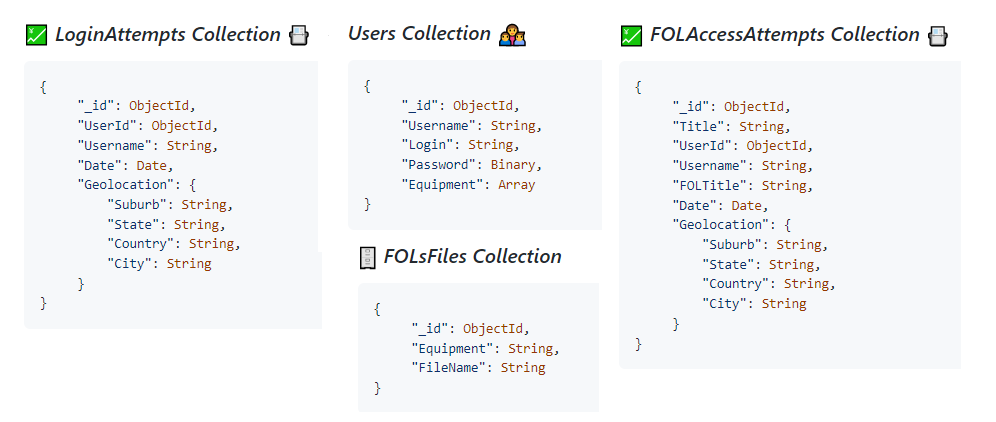 LoginAttempts Collection
{
"_id": ObjectId,
"UserId": ObjectId,
"Username": String,
"Date": Date,
"Geolocation": {
"Suburb": String,
"State": String,
"Country": String,
"City": String
}
}
Users Collection
{
"_id": ObjectId,
"Username": String,
"Login": String,
"Password": Binary,
"Equipment": Array
}
FOLsFiles Collection
{
"_id": ObjectId,
"Equipment": String,
"FileName": String
}
FOLAccessAttempts Collection
{
"_id": ObjectId,
"Title": String,
"UserId": ObjectId,
"Username": String,
"FOLTitle": String,
"Date": Date,
"Geolocation": {
"Suburb": String,
"State": String,
"Country": String,
"City": String
}
}